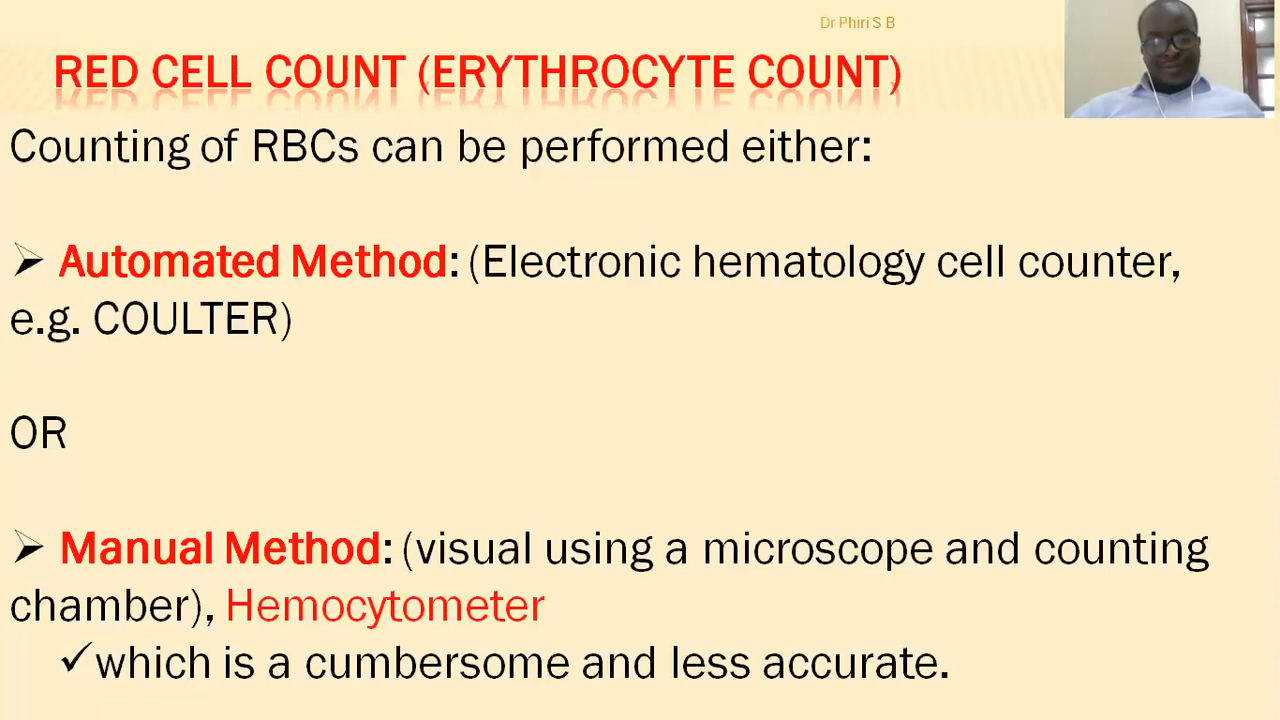 Dr Phiri S B
RED CELL COUNT (ERYTHROCYTE COUNT)
Counting of RBCs can be performed either:
➢ Automated Method: (Electronic hematology cell counter,
e.g. COULTER)
OR
➢ Manual Method: (visual using a microscope and counting
chamber), Hemocytometer
✓which is a cumbersome and less accurate.